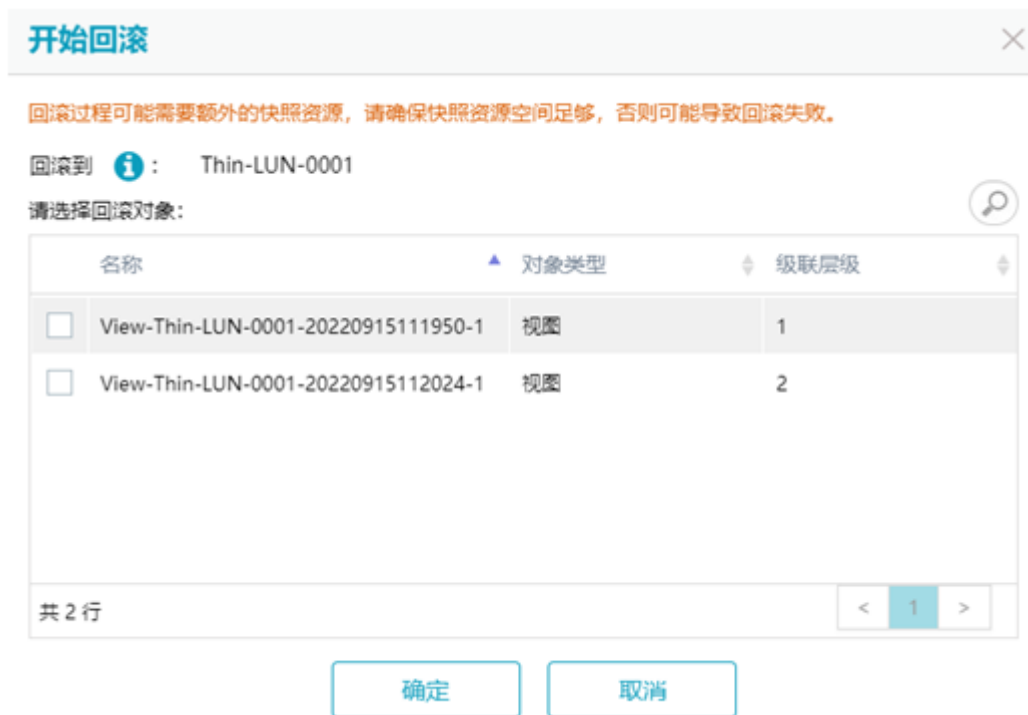 开始回滚
回滚过程可能需要额外的快照资源，请确保快照资源空间足够，否则可能导致回滚失败。
回滚到 ： Thin-LUN-0001
请选择回滚对象：
名称 对象类型 级联层级
View-Thin-LUN-0001-20220915111950-1 视图 1
View-Thin-LUN-0001-20220915112024-1 视图 2
共 2 行 < 1 >
确定 取消